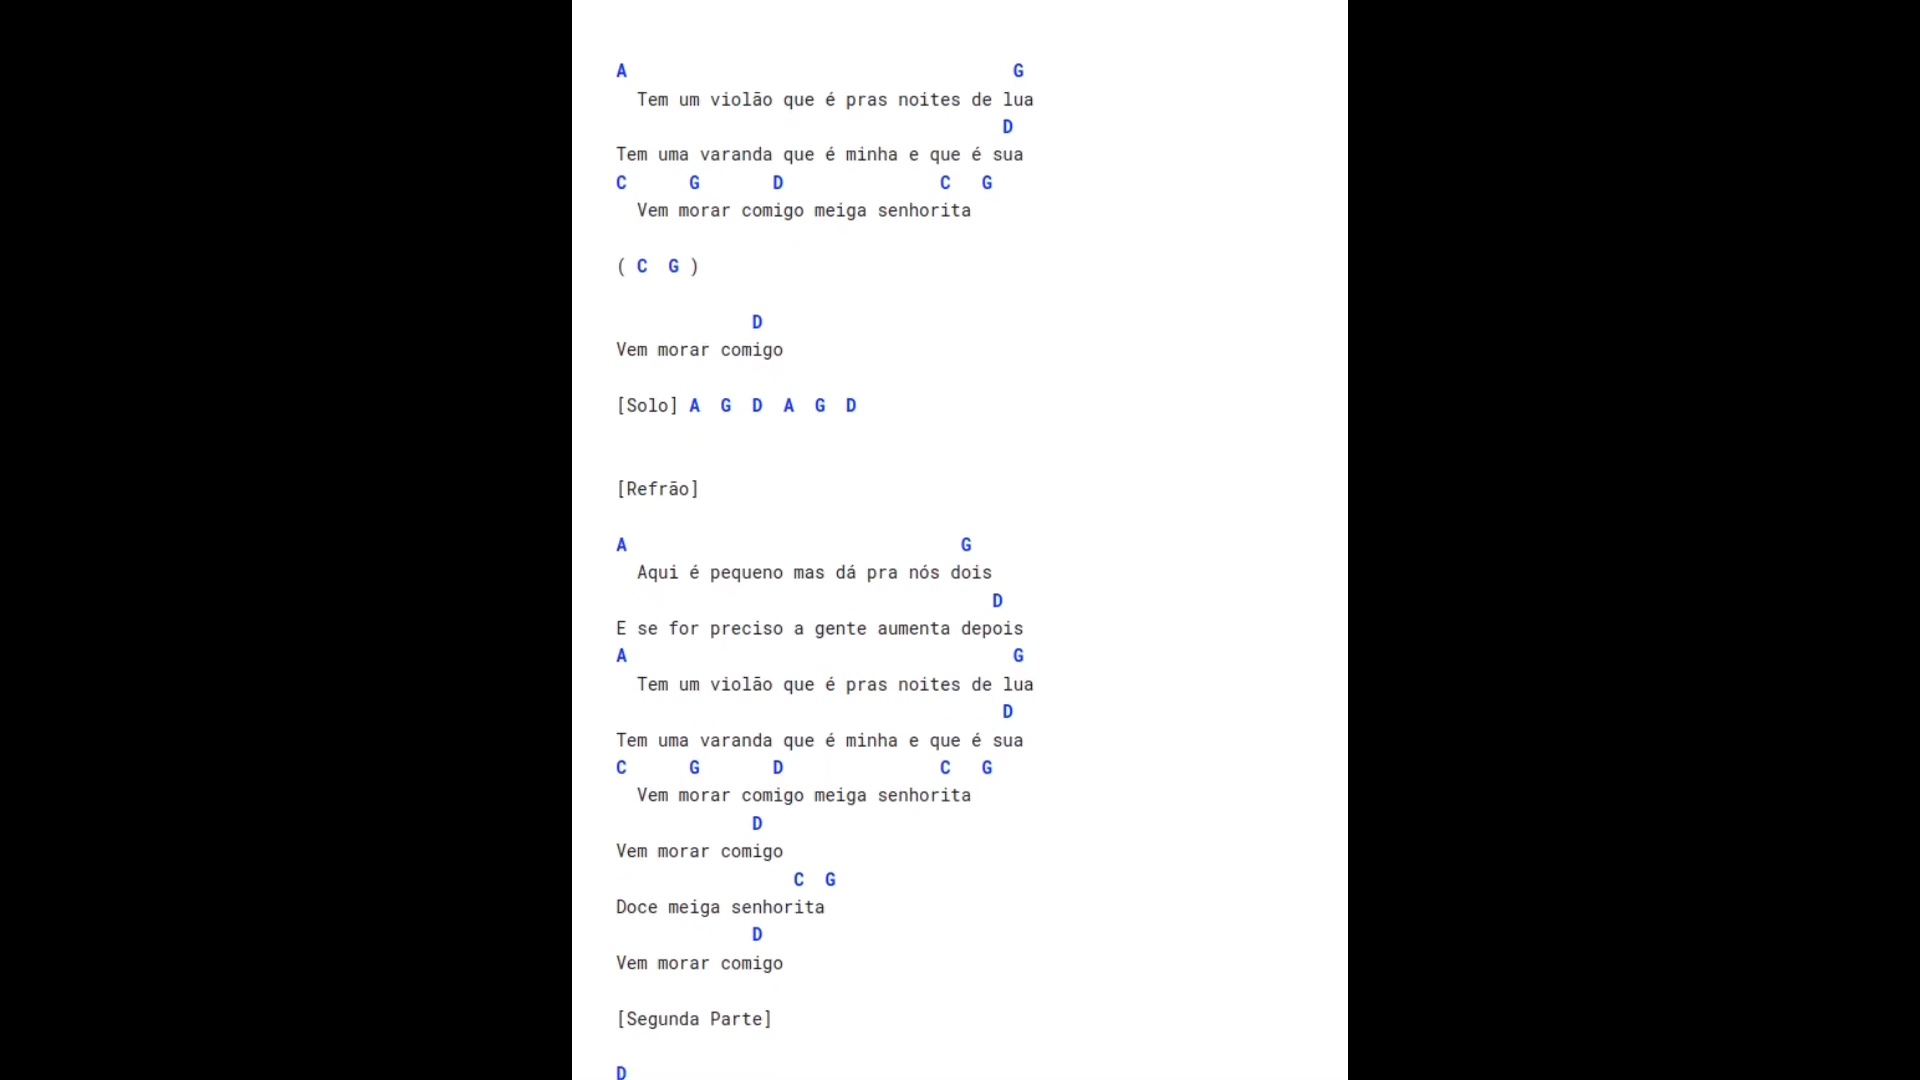 A                                     G
  Tem um violão que é pras noites de lua
                                     D
Tem uma varanda que é minha e que é sua
C      G       D               C   G
  Vem morar comigo meiga senhorita
( C  G )
             D
Vem morar comigo
[Solo] A  G  D  A  G  D
[Refrão]
A                                G
  Aqui é pequeno mas dá pra nós dois
                                    D
E se for preciso a gente aumenta depois
A                                     G
  Tem um violão que é pras noites de lua
                                     D
Tem uma varanda que é minha e que é sua
C      G       D               C   G
  Vem morar comigo meiga senhorita
             D
Vem morar comigo
                 C  G
Doce meiga senhorita
             D
Vem morar comigo
[Segunda Parte]
D